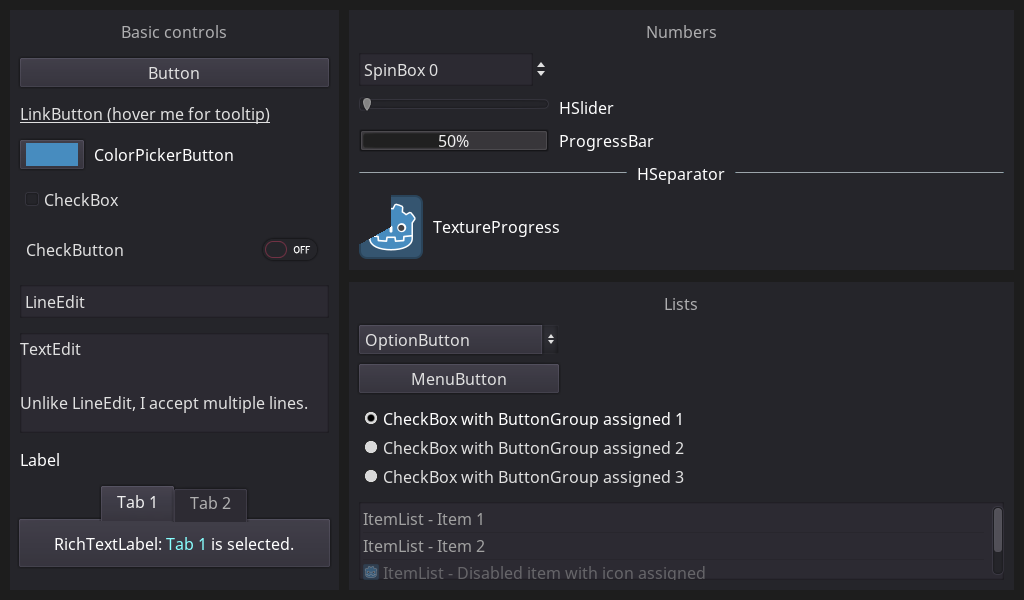 Basic controls
Button
LinkButton (hover me for tooltip)
ColorPickerButton
CheckBox
CheckButton
OFF
LineEdit
TextEdit
Unlike LineEdit, I accept multiple lines.
Label
Tab 1
Tab 2
RichTextLabel: Tab 1 is selected.
Numbers
SpinBox 0
HSlider
50%
ProgressBar
HSeparator
TextureProgress
Lists
OptionButton
MenuButton
CheckBox with ButtonGroup assigned 1
CheckBox with ButtonGroup assigned 2
CheckBox with ButtonGroup assigned 3
ItemList - Item 1
ItemList - Item 2
ItemList - Disabled item with icon assigned